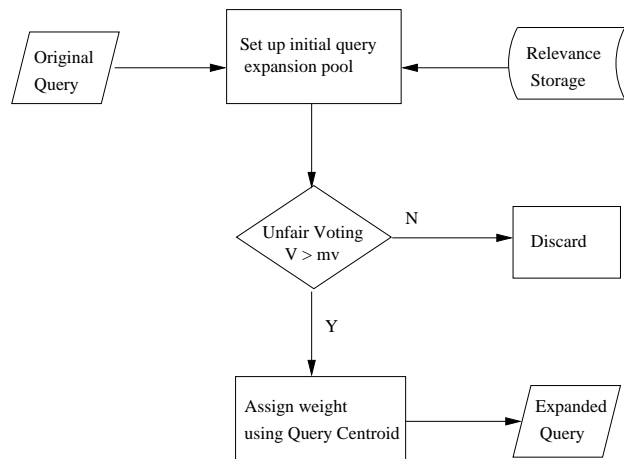 Original
Query
Set up initial query
expansion pool
Relevance
Storage
Unfair Voting
V > mv
N
Discard
Y
Assign weight
using Query Centroid
Expanded
Query